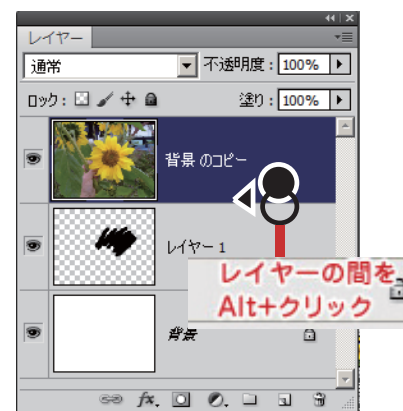 レイヤー
通常
不透明度: 100%
ロック:
塗り: 100%
背景 のコピー
レイヤー 1
レイヤーの間を
Alt+クリック
背景
fx.